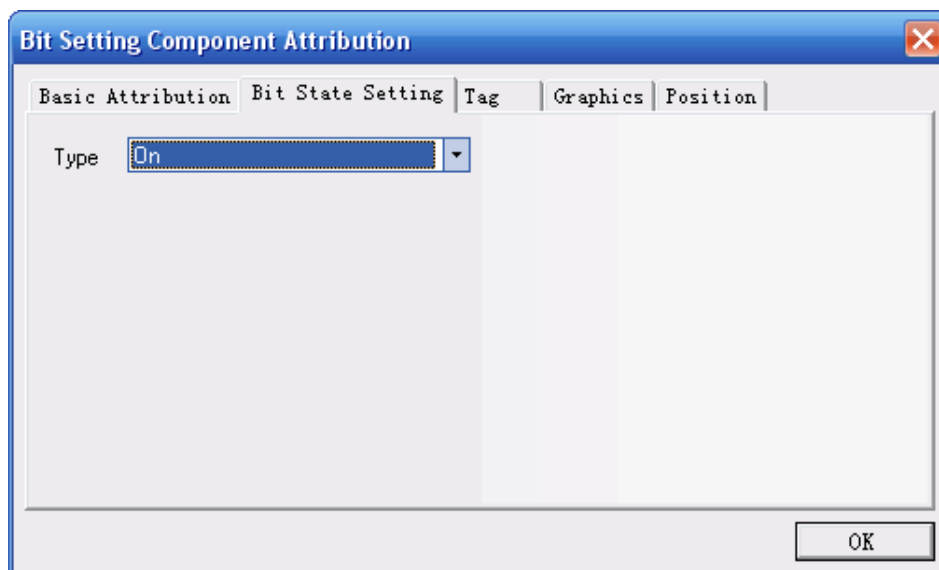 Bit Setting Component Attribution
Basic Attribution Bit State Setting Tag Graphics Position
Type On
OK